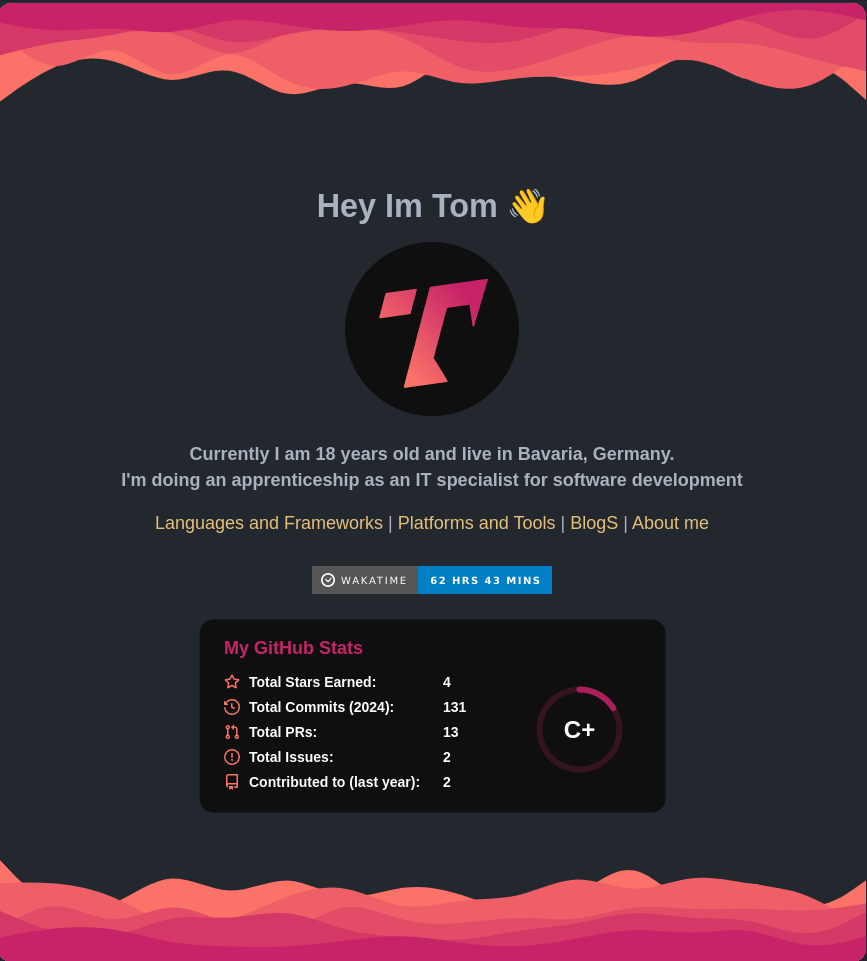 Hey Im Tom 👋
Currently I am 18 years old and live in Bavaria, Germany.
I'm doing an apprenticeship as an IT specialist for software development
Languages and Frameworks | Platforms and Tools | BlogS | About me
WAKATIME 62 HRS 43 MINS
My GitHub Stats
Total Stars Earned: 4
Total Commits (2024): 131
Total PRs: 13
Total Issues: 2
Contributed to (last year): 2
C+